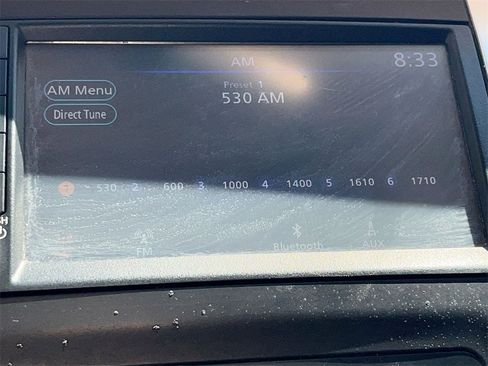 AM 8:33
AM Menu
Preset 1
530 AM
Direct Tune
1 530 2 600 3 1000 4 1400 5 1610 6 1710
FM Bluetooth AUX